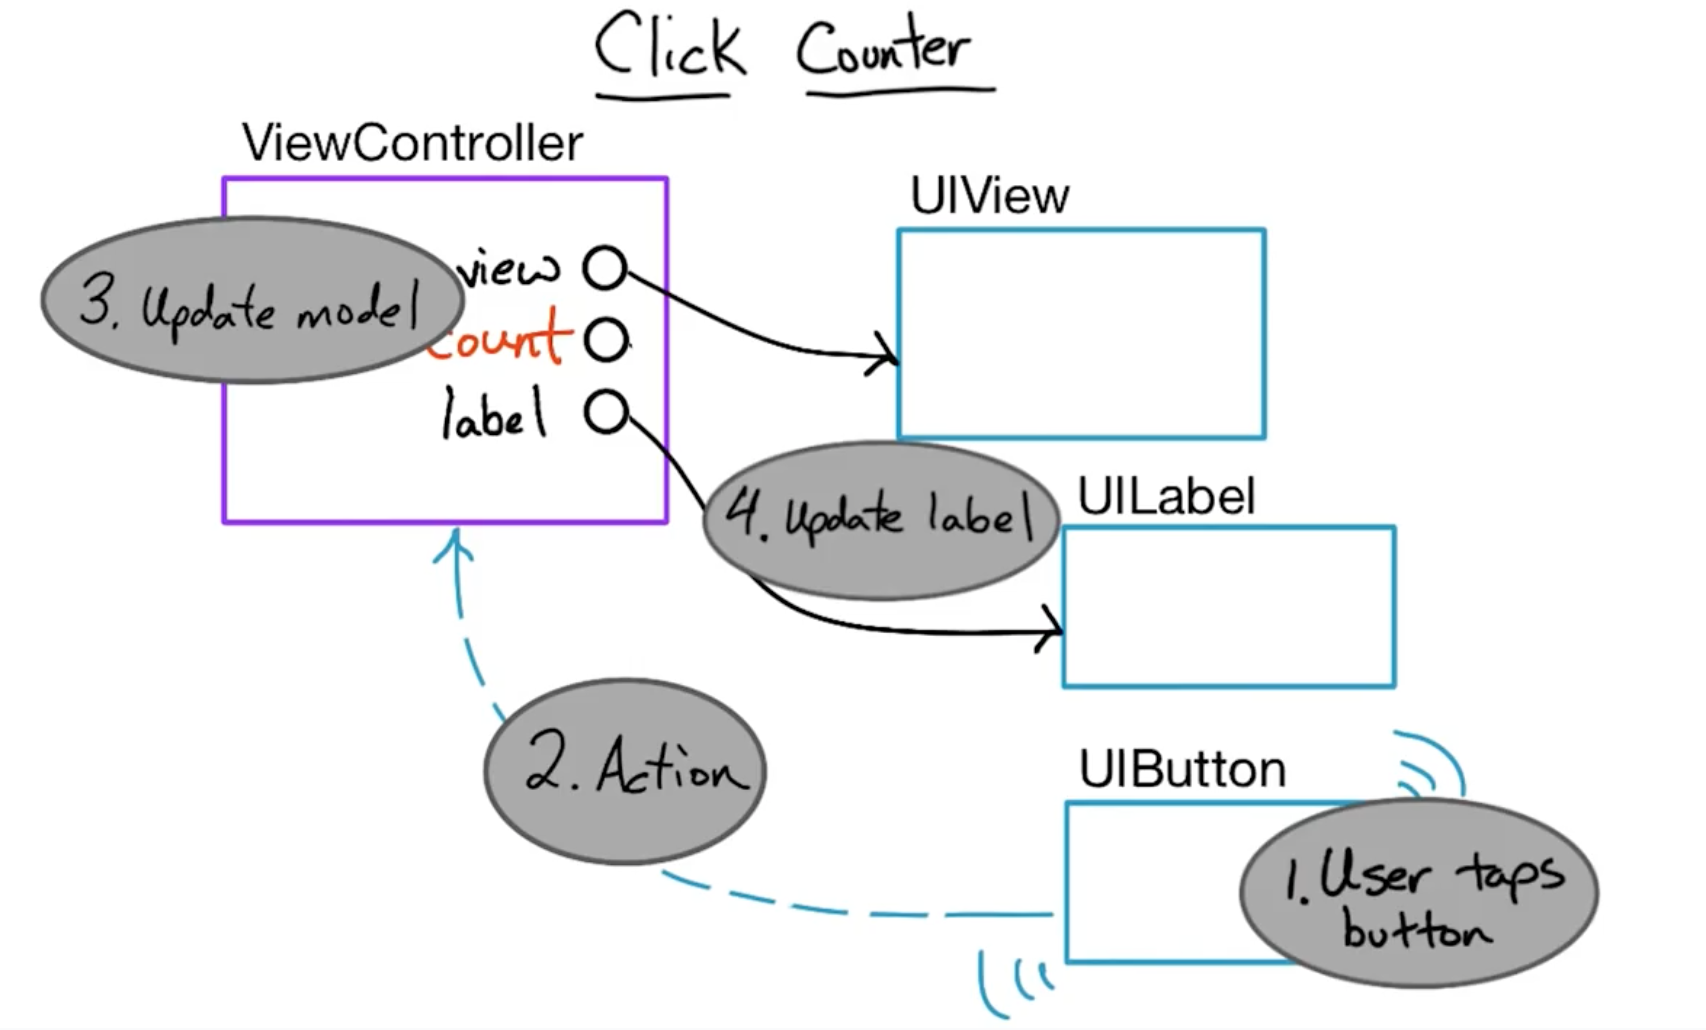 Click Counter
ViewController
UIView
3. Update model
view
count
label
4. Update label
UILabel
2. Action
UIButton
1. User taps
button